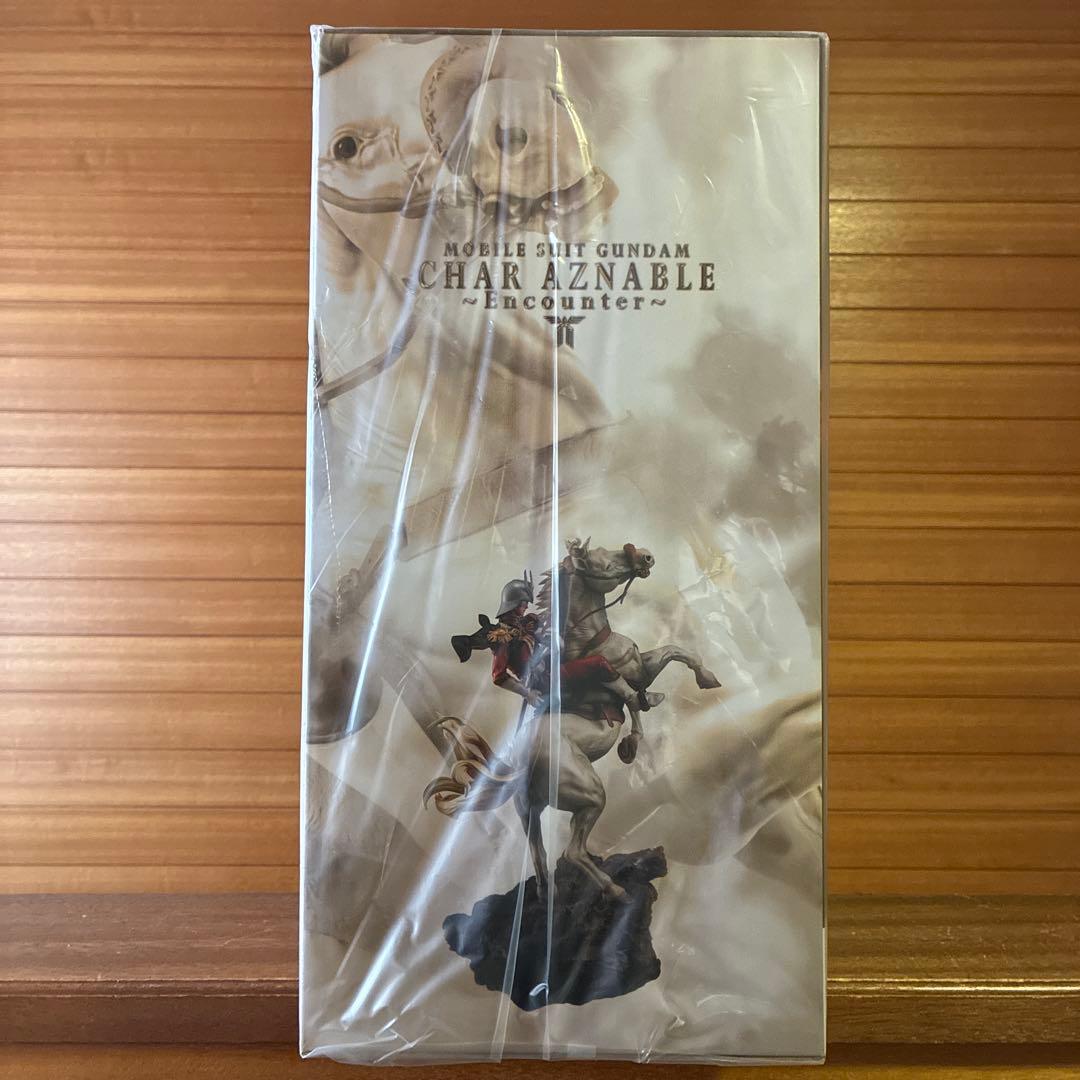 MOBILE SUIT GUNDAM
CHAR AZNABLE
~Encounter~